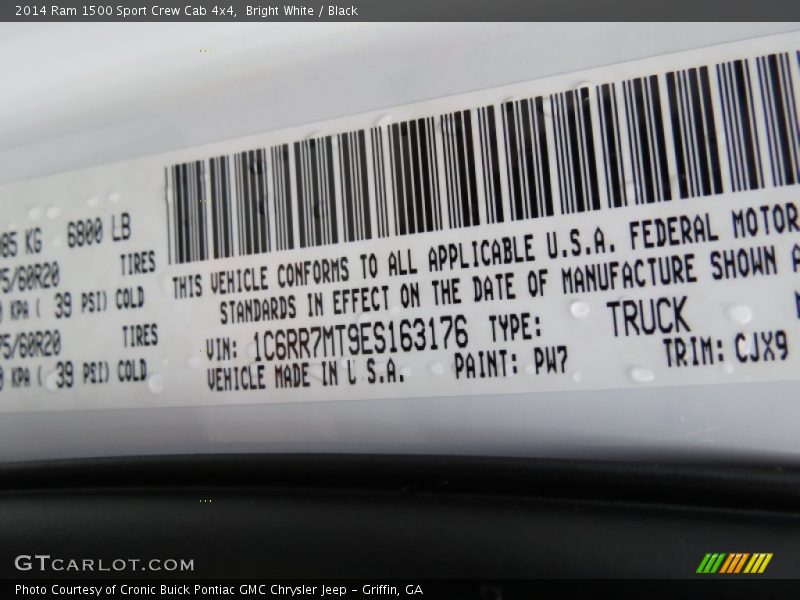 2014 Ram 1500 Sport Crew Cab 4x4, Bright White / Black
085 KG 6800 LB
75/60R20 TIRES
0 KPA ( 39 PSI) COLD
75/60R20 TIRES
0 KPA ( 39 PSI) COLD
THIS VEHICLE CONFORMS TO ALL APPLICABLE U.S.A. FEDERAL MOTOR
STANDARDS IN EFFECT ON THE DATE OF MANUFACTURE SHOWN A
VIN: 1C6RR7MT9ES163176 TYPE: TRUCK
VEHICLE MADE IN U S.A. PAINT: PW7 TRIM: CJX9
GTCARLOT.COM
Photo Courtesy of Cronic Buick Pontiac GMC Chrysler Jeep – Griffin, GA